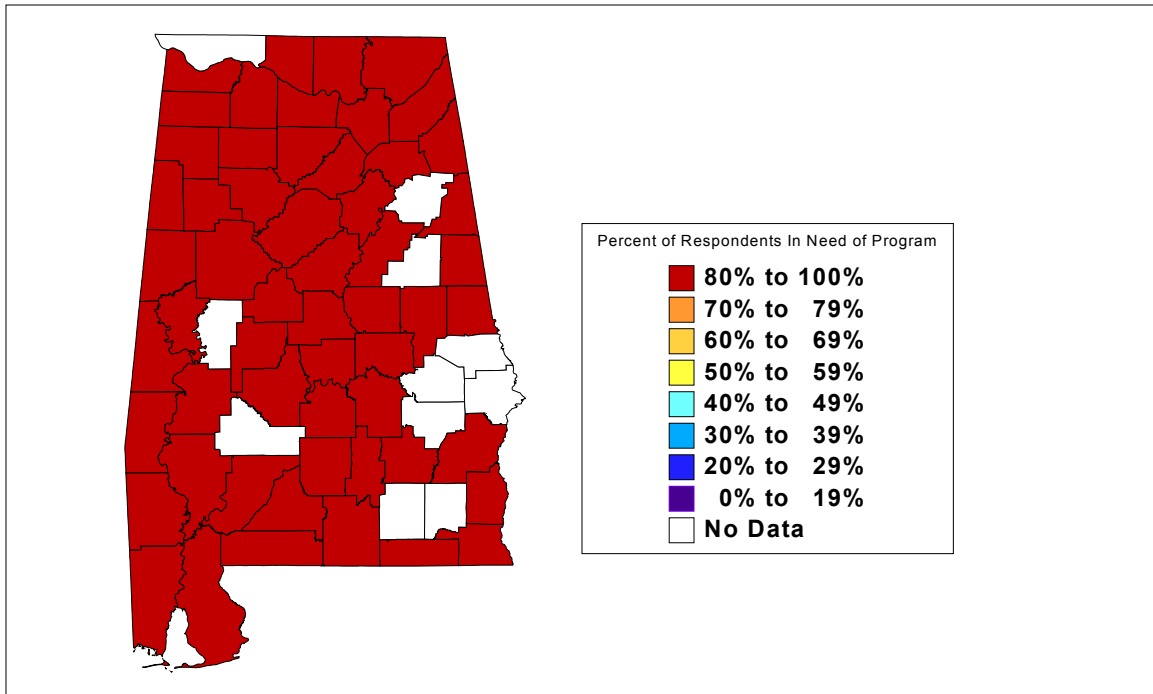 Percent of Respondents In Need of Program
80% to 100%
70% to 79%
60% to 69%
50% to 59%
40% to 49%
30% to 39%
20% to 29%
0% to 19%
No Data